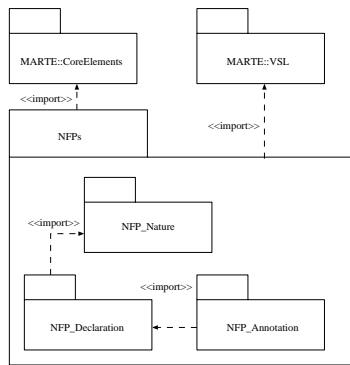 MARTE::CoreElements
MARTE::VSL
<<import>>
<<import>>
NFPs
<<import>>
NFP_Nature
<<import>>
NFP_Declaration
NFP_Annotation